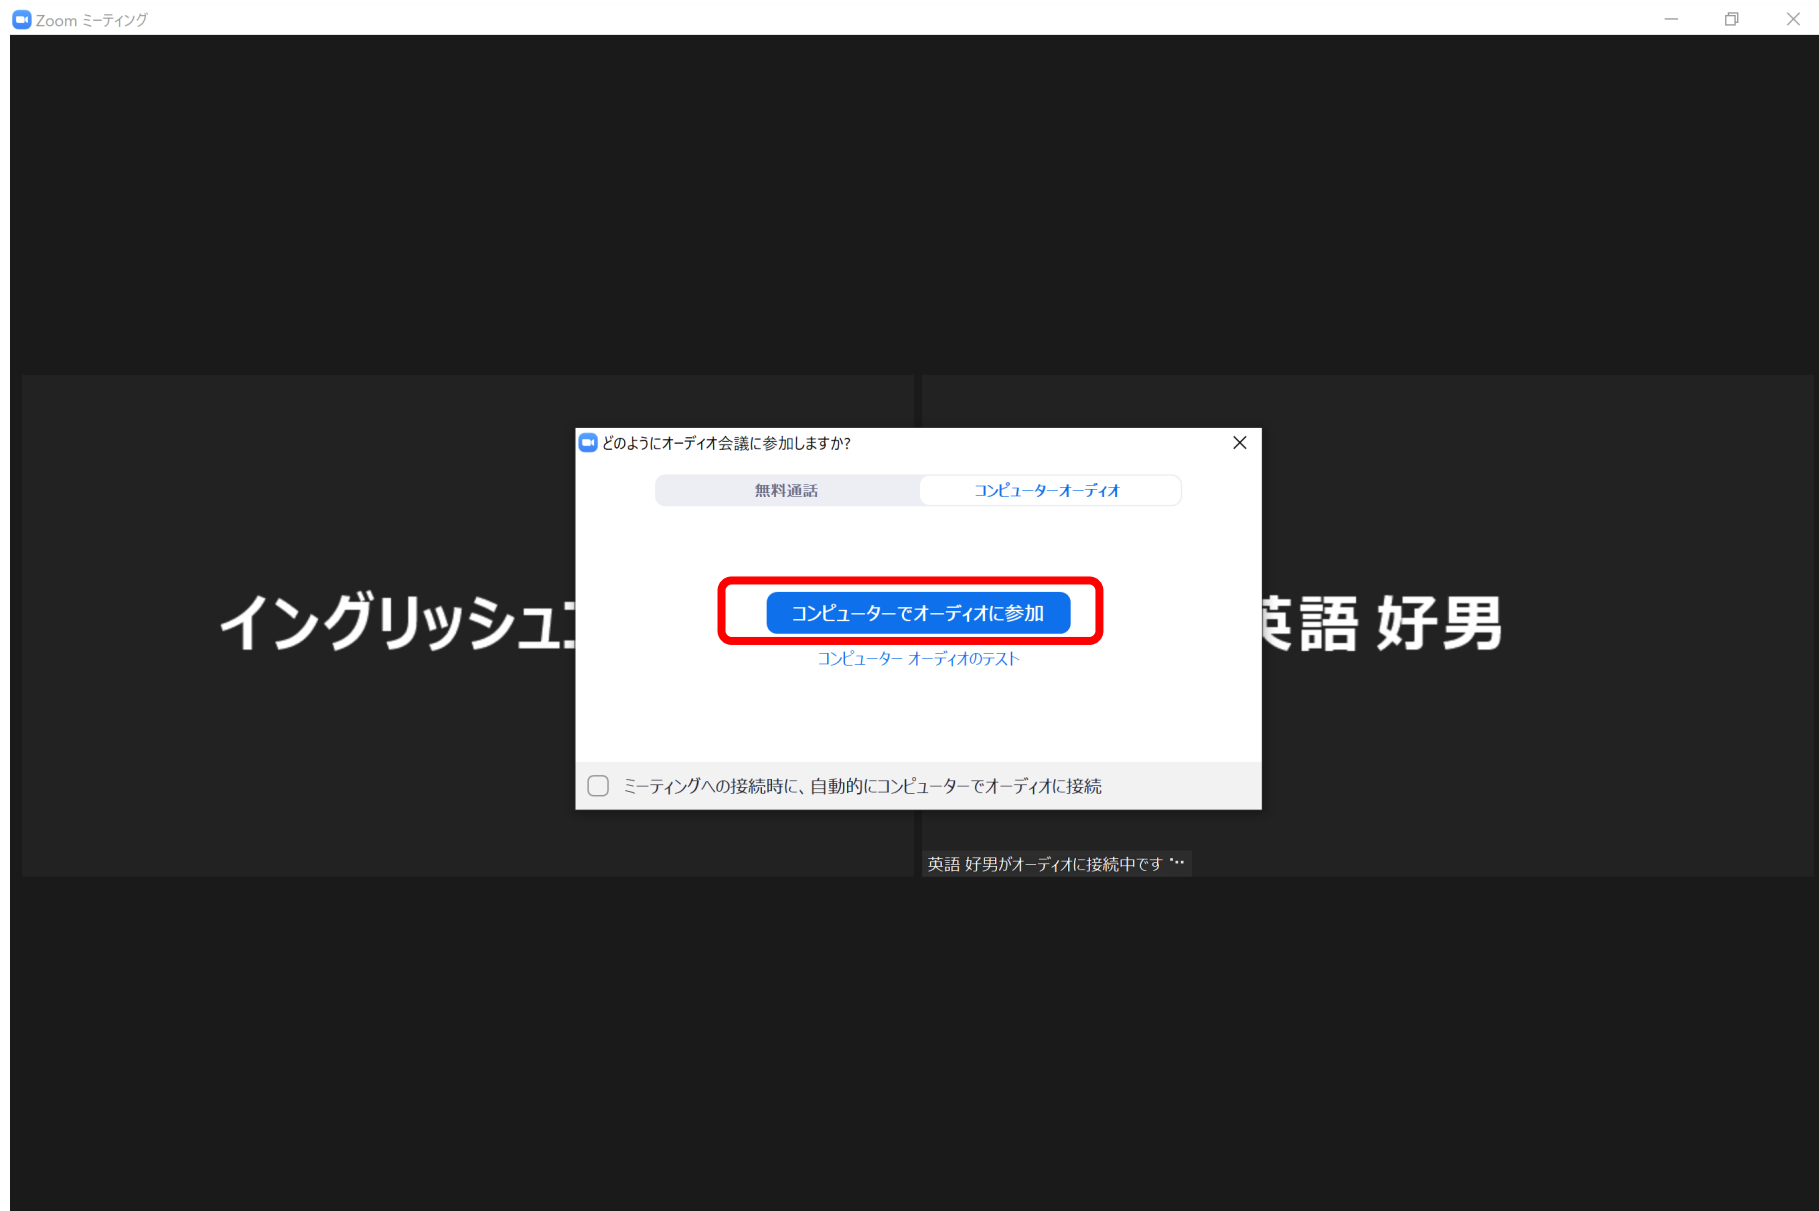 Zoom ミーティング
どのようにオーディオ会議に参加しますか?
無料通話
コンピューターオーディオ
イングリッシュ
コンピューターでオーディオに参加
英語 好男
コンピューター オーディオのテスト
ミーティングへの接続時に、自動的にコンピューターでオーディオに接続
英語 好男がオーディオに接続中です